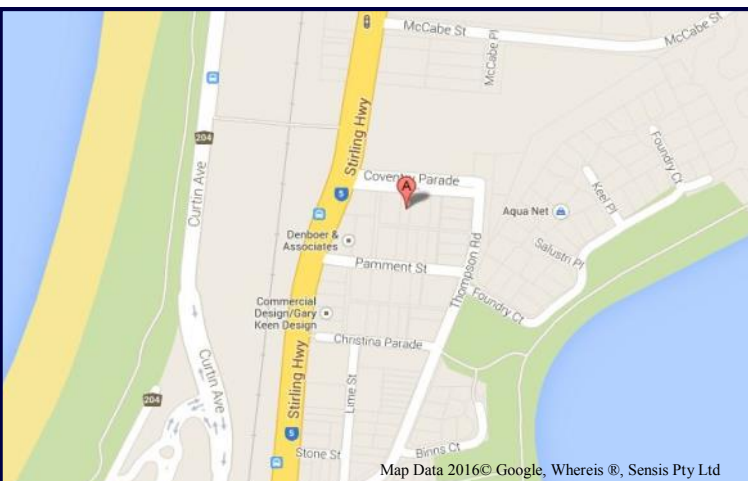 McCabe St
McCabe St
McCabe Pl
204
Curtin Ave
Stirling Hwy
Coventry Parade
A
5
Foundry Ct
Keel Pl
Aqua Net
Denboer &
Associates
Salustri Pl
Pamment St
Thompson Rd
Foundry Ct
Commercial
Design/Gary
Keen Design
Christina Parade
Curtin Ave
Stirling Hwy
Lime St
204
5
Stone St
Binns Ct
Map Data 2016© Google, Whereis ®, Sensis Pty Ltd